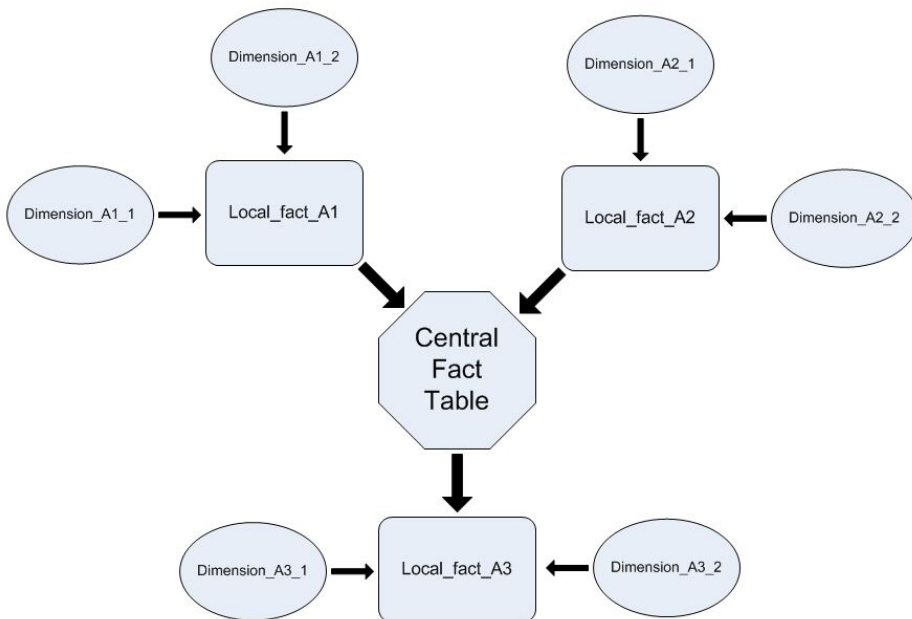 Dimension_A1_2
Dimension_A2_1
Dimension_A1_1
Local_fact_A1
Local_fact_A2
Dimension_A2_2
Central
Fact
Table
Dimension_A3_1
Local_fact_A3
Dimension_A3_2